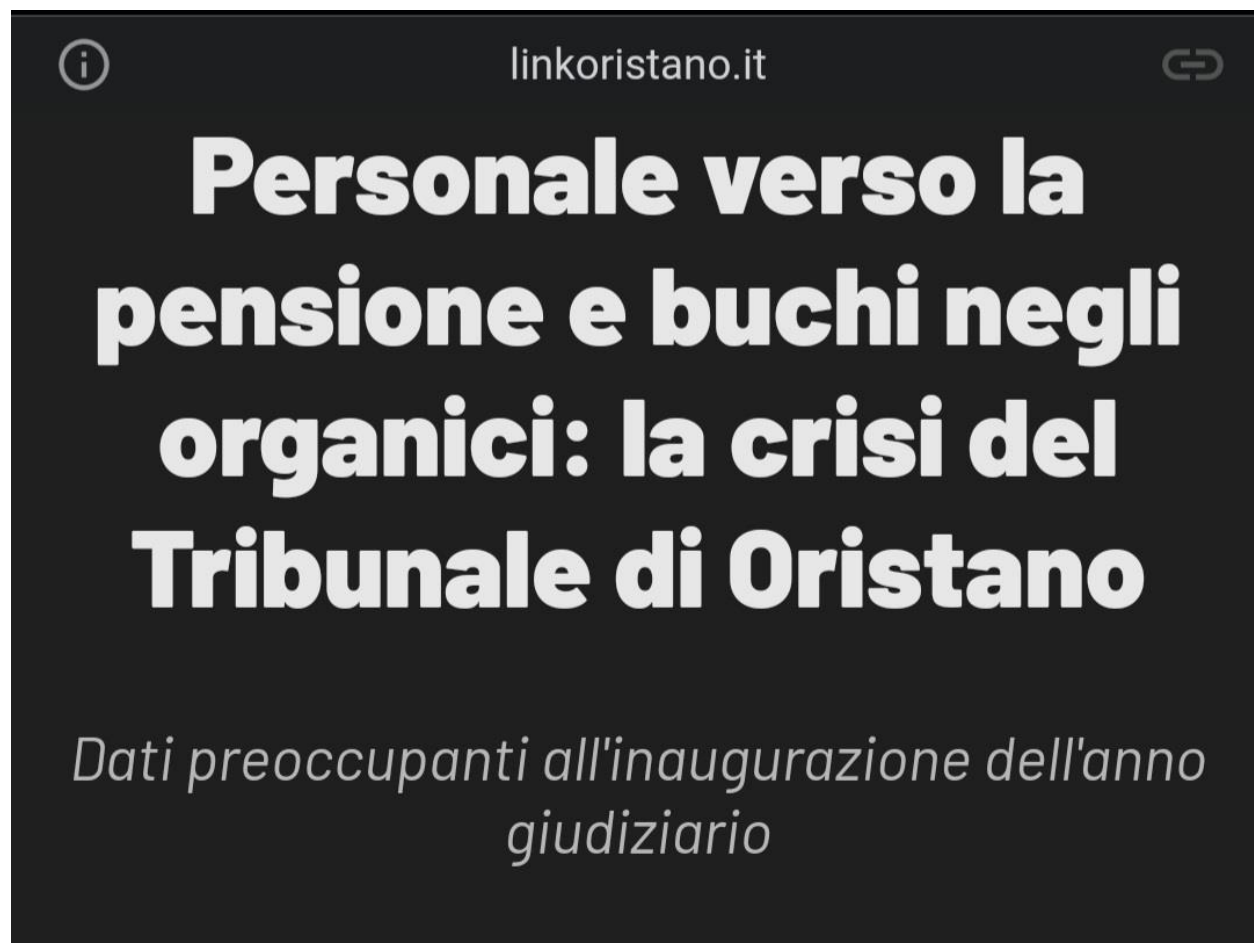 linkoristano.it
Personale verso la
pensione e buchi negli
organici: la crisi del
Tribunale di Oristano
Dati preoccupanti all'inaugurazione dell'anno
giudiziario